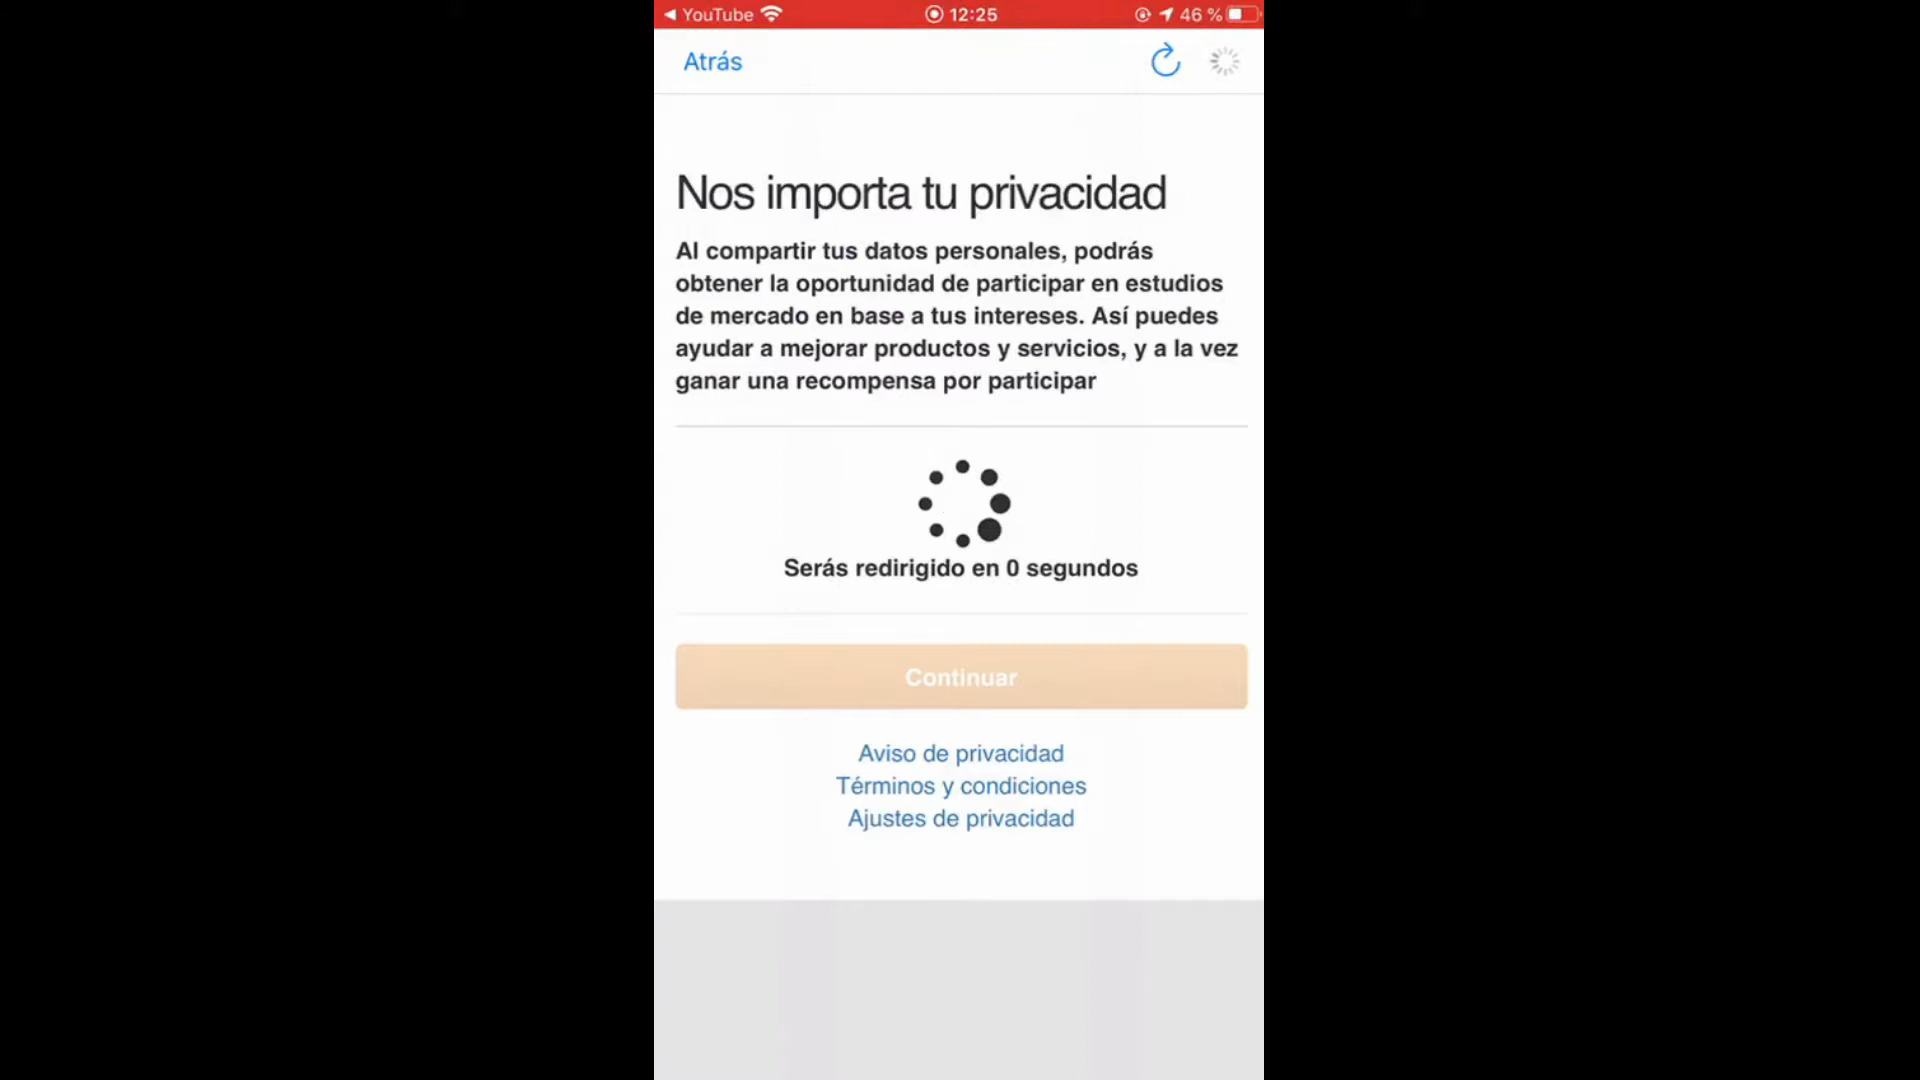 YouTube 12:25 46 %
Atrás
Nos importa tu privacidad
Al compartir tus datos personales, podrás
obtener la oportunidad de participar en estudios
de mercado en base a tus intereses. Así puedes
ayudar a mejorar productos y servicios, y a la vez
ganar una recompensa por participar
Serás redirigido en 0 segundos
Continuar
Aviso de privacidad
Términos y condiciones
Ajustes de privacidad